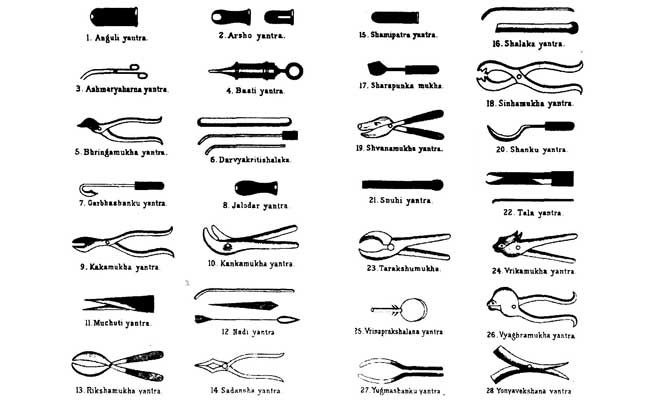 1. Anguli yantra.
2. Arsho yantra.
15. Shamipatra yantra.
16. Shalaka yantra.
3. Ashmaryaharna yantra.
4. Basti yantra.
17. Sharapunka mukha.
18. Sinhamukha yantra.
5. Bhringamukha yantra.
6. Darvyakritishalaka.
19. Shvanamukha yantra.
20. Shanku yantra.
7. Garbhashanku yantra.
8. Jalodar yantra.
21. Snuhi yantra.
22. Tala yantra.
9. Kakamukha yantra.
10. Kankamukha yantra.
23. Tarakshumukha.
24. Vrikamukha yantra.
11. Muchuti yantra.
12 Nadi yantra
25. Vrinaprakshalana yantra
26. Vyaghramukha yantra.
13. Rikshamukha yantra.
14. Sadansha yantra.
27. Yugmashanku yantra.
28 Yonyavekshana yantra.